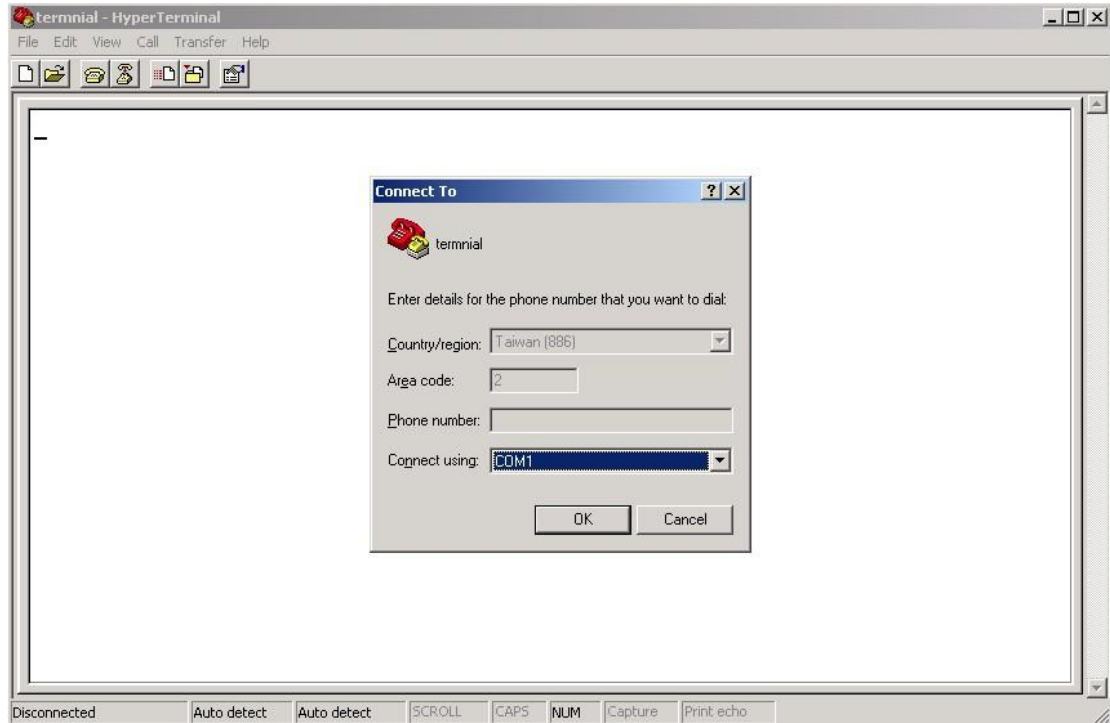 termnial - HyperTerminal
File Edit View Call Transfer Help
Connect To
termnial
Enter details for the phone number that you want to dial:
Country/region: Taiwan (886)
Area code: 2
Phone number:
Connect using: COM1
OK Cancel
Disconnected Auto detect Auto detect SCROLL CAPS NUM Capture Print echo